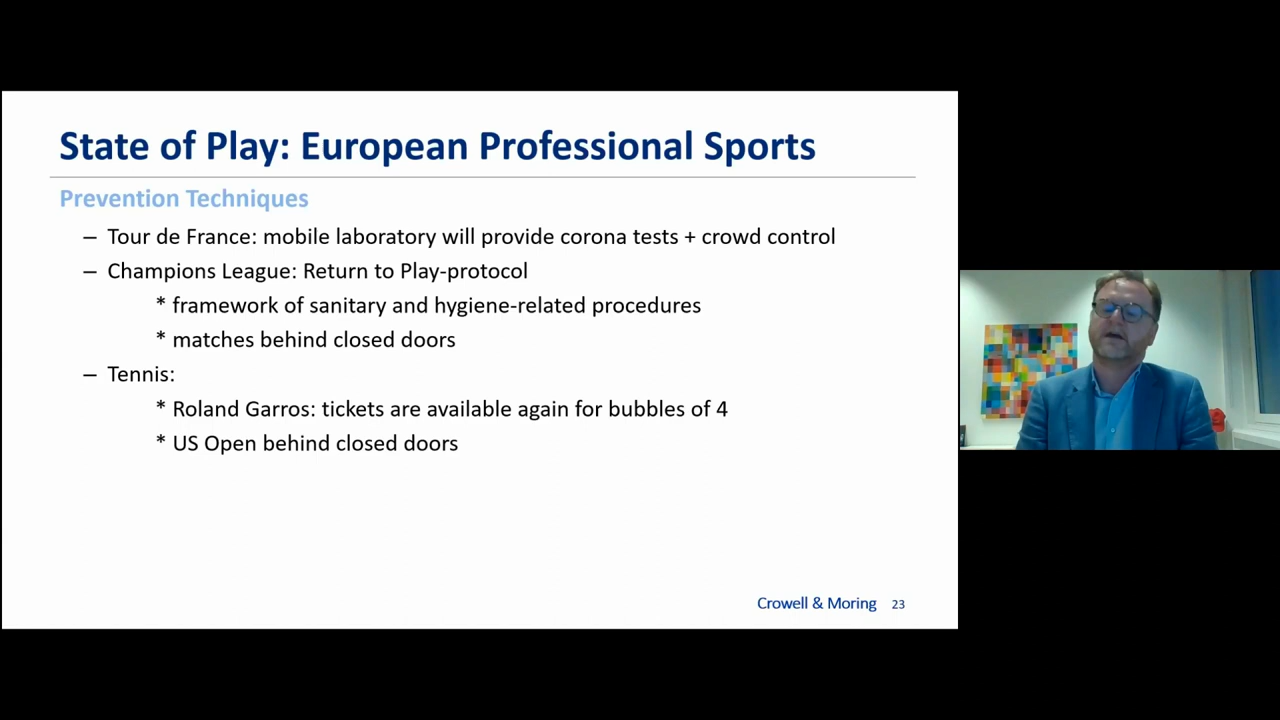 State of Play: European Professional Sports
Prevention Techniques
– Tour de France: mobile laboratory will provide corona tests + crowd control
– Champions League: Return to Play-protocol
* framework of sanitary and hygiene-related procedures
* matches behind closed doors
– Tennis:
* Roland Garros: tickets are available again for bubbles of 4
* US Open behind closed doors
Crowell & Moring 23